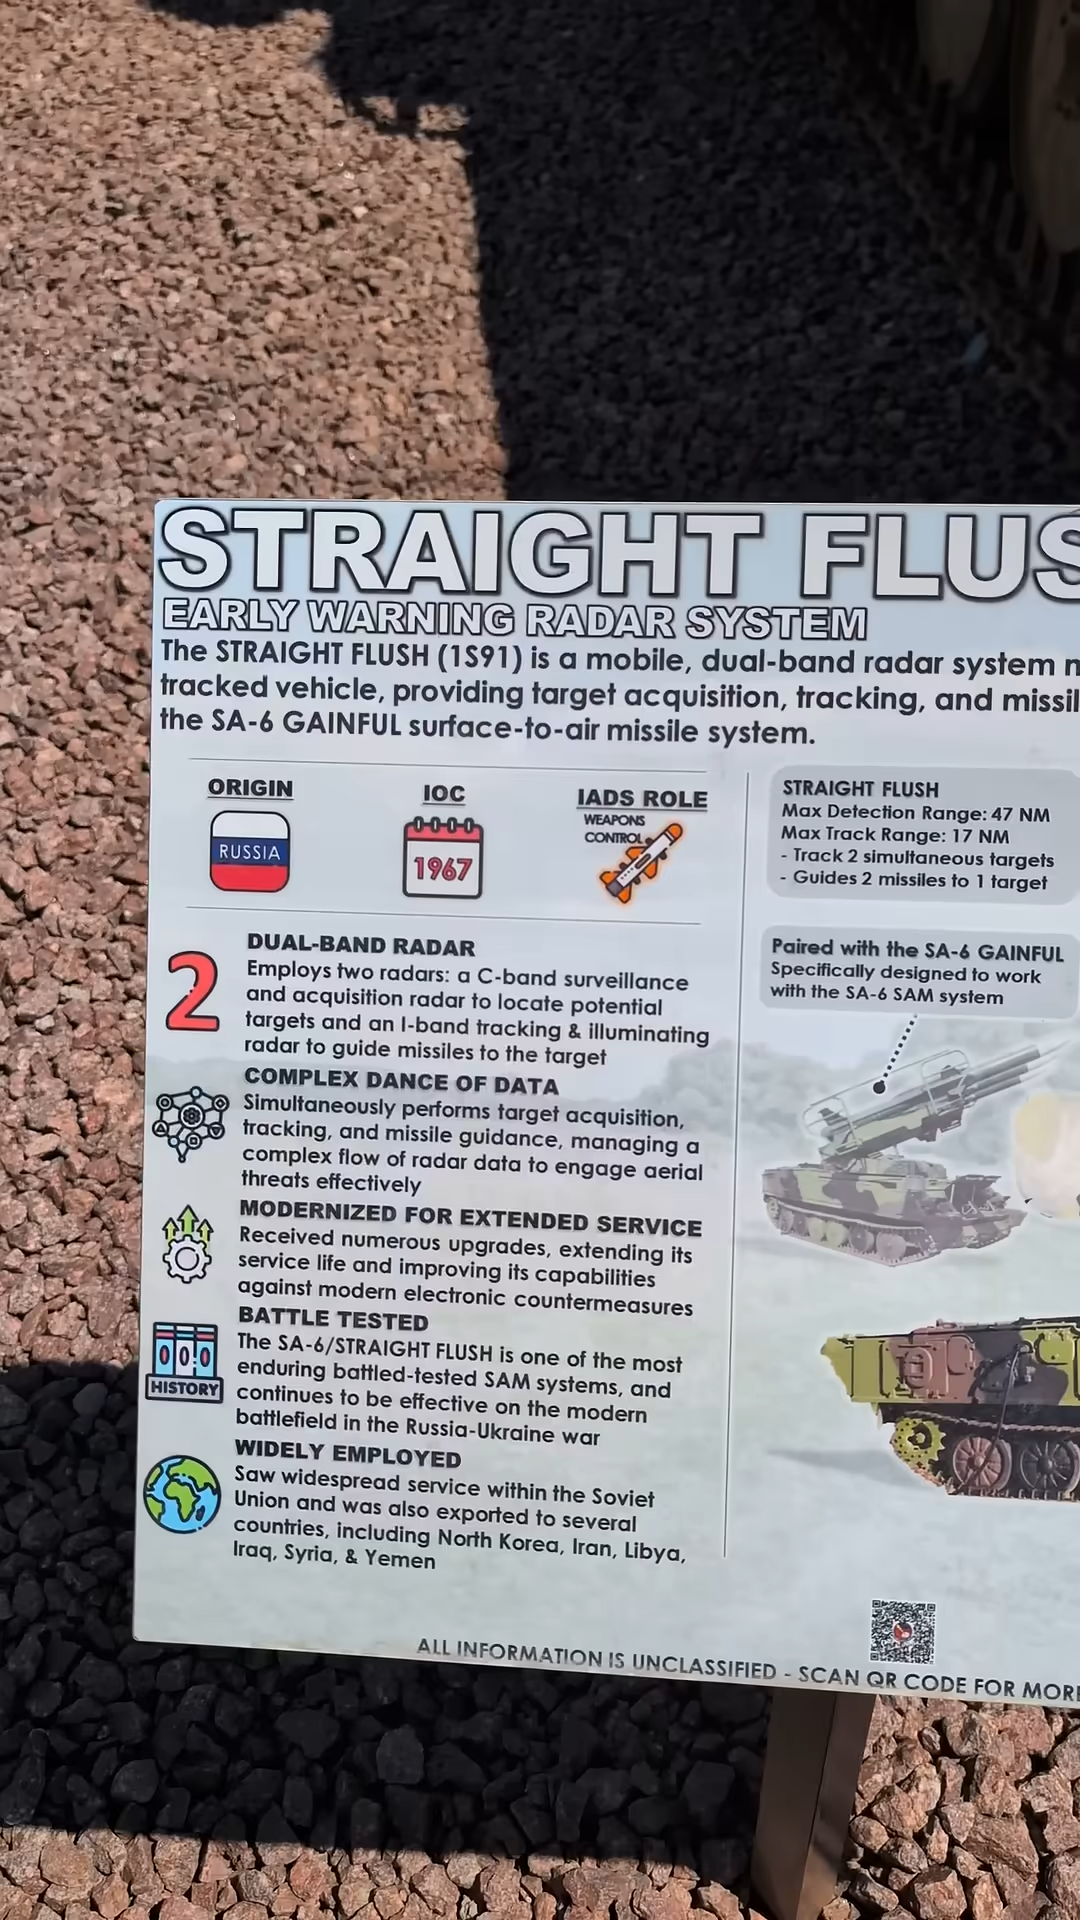 STRAIGHT FLUS
EARLY WARNING RADAR SYSTEM
The STRAIGHT FLUSH (1S91) is a mobile, dual-band radar system
tracked vehicle, providing target acquisition, tracking, and missil
the SA-6 GAINFUL surface-to-air missile system.
ORIGIN
RUSSIA
IOC
1967
IADS ROLE
WEAPONS
CONTROL
DUAL-BAND RADAR
2
Employs two radars: a C-band surveillance
and acquisition radar to locate potential
targets and an I-band tracking & illuminating
radar to guide missiles to the target
COMPLEX DANCE OF DATA
Simultaneously performs target acquisition,
tracking, and missile guidance, managing a
complex flow of radar data to engage aerial
threats effectively
MODERNIZED FOR EXTENDED SERVICE
Received numerous upgrades, extending its
service life and improving its capabilities
against modern electronic countermeasures
BATTLE TESTED
HISTORY
The SA-6/STRAIGHT FLUSH is one of the most
enduring battled-tested SAM systems, and
continues to be effective on the modern
battlefield in the Russia-Ukraine war
WIDELY EMPLOYED
Saw widespread service within the Soviet
Union and was also exported to several
countries, including North Korea, Iran, Libya,
Iraq, Syria, & Yemen
STRAIGHT FLUSH
Max Detection Range: 47 NM
Max Track Range: 17 NM
- Track 2 simultaneous targets
- Guides 2 missiles to 1 target
Paired with the SA-6 GAINFUL
Specifically designed to work
with the SA-6 SAM system
ALL INFORMATION IS UNCLASSIFIED - SCAN QR CODE FOR MORE